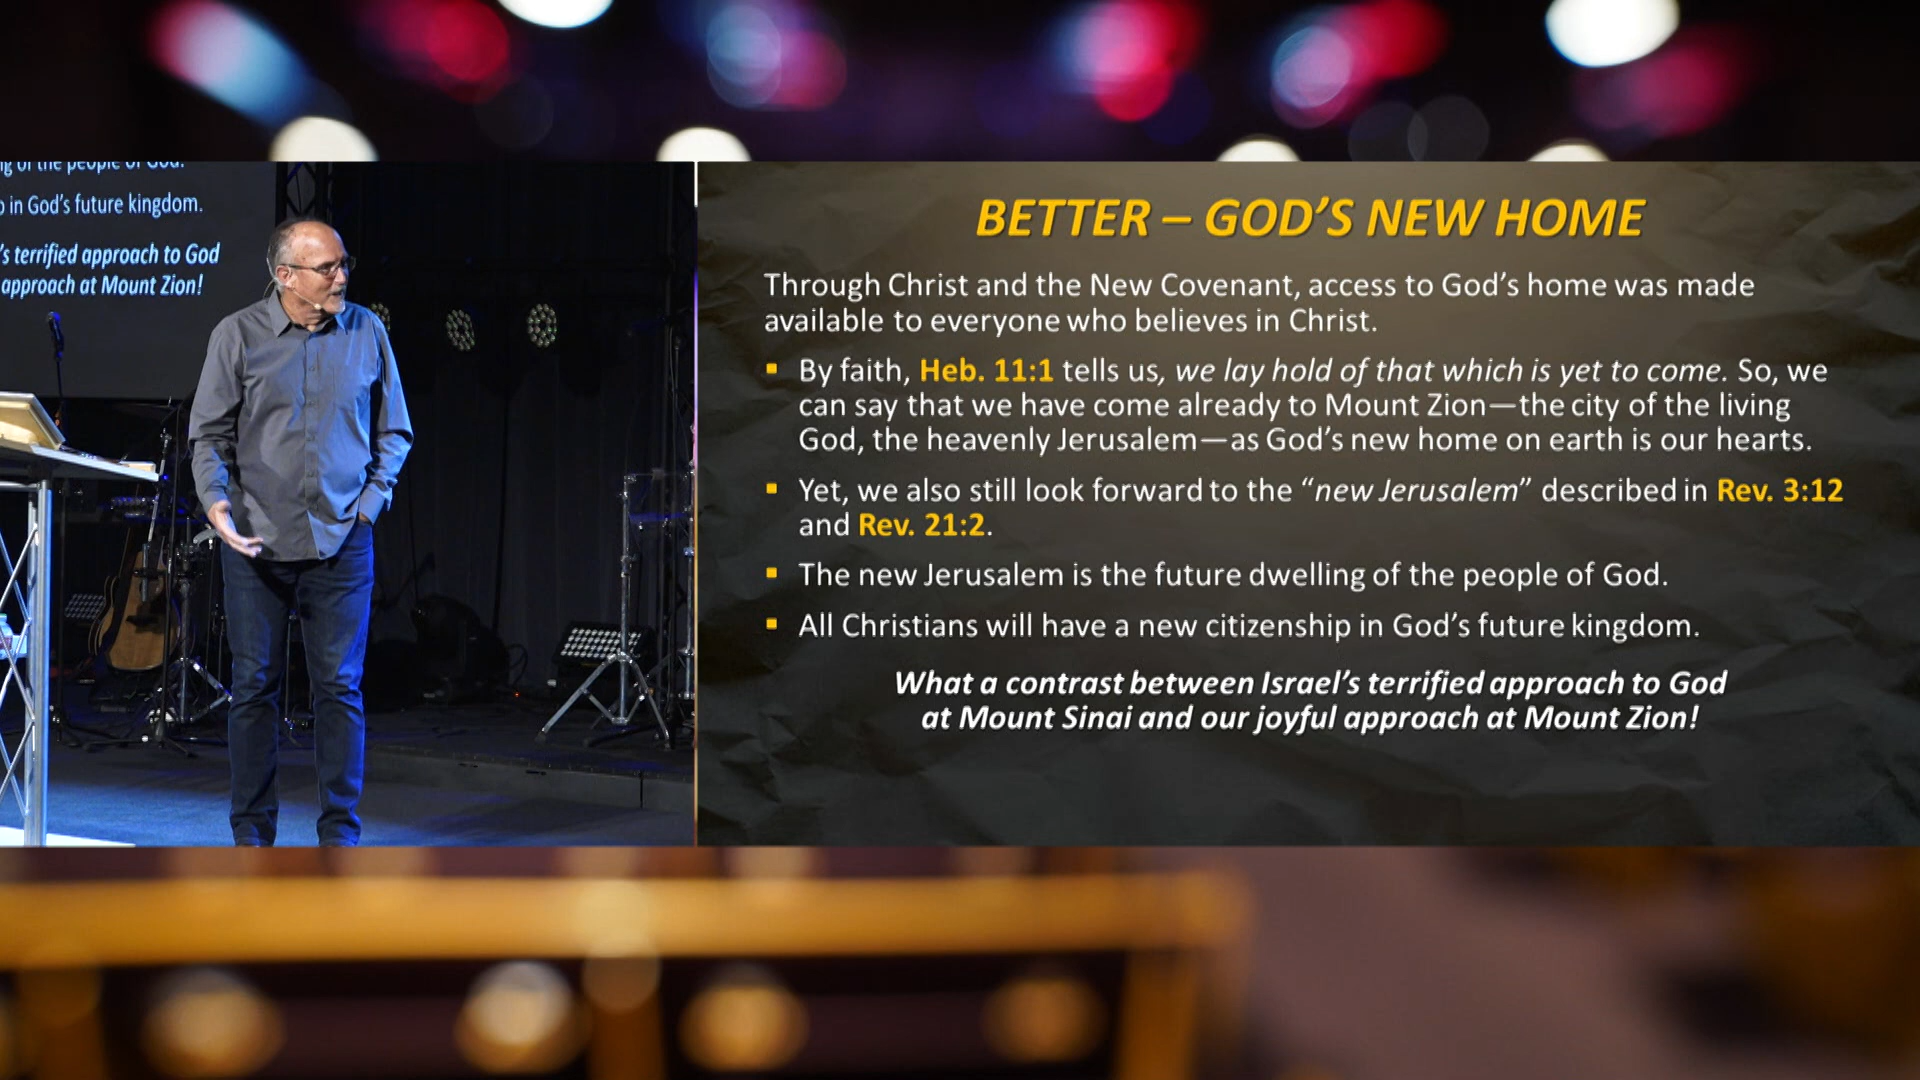 ng of the people of God.
in God's future kingdom.
's terrified approach to God
approach at Mount Zion!
BETTER – GOD'S NEW HOME
Through Christ and the New Covenant, access to God's home was made
available to everyone who believes in Christ.
▪ By faith, Heb. 11:1 tells us, we lay hold of that which is yet to come. So, we
can say that we have come already to Mount Zion—the city of the living
God, the heavenly Jerusalem—as God's new home on earth is our hearts.
▪ Yet, we also still look forward to the “new Jerusalem” described in Rev. 3:12
and Rev. 21:2.
▪ The new Jerusalem is the future dwelling of the people of God.
▪ All Christians will have a new citizenship in God's future kingdom.
What a contrast between Israel's terrified approach to God
at Mount Sinai and our joyful approach at Mount Zion!